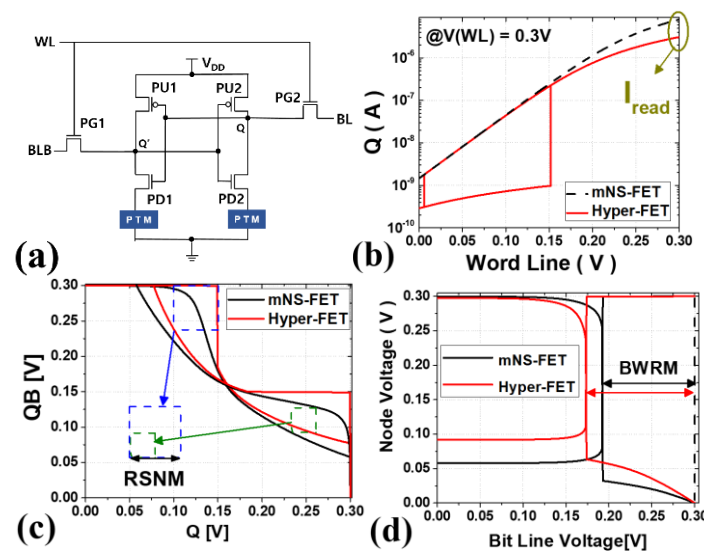 WL
V_DD
PU1
PU2
PG2
PG1
Q
BL
BLB
Q'
PD1
PD2
PTM
PTM
(a)
@V(WL) = 0.3V
I_read
mNS-FET
Hyper-FET
Q ( A )
10^-6
10^-7
10^-8
10^-9
10^-10
0.00 0.05 0.10 0.15 0.20 0.25 0.30
Word Line ( V )
(b)
mNS-FET
Hyper-FET
RSNM
QB [V]
0.30
0.25
0.20
0.15
0.10
0.05
0.00
0.00 0.05 0.10 0.15 0.20 0.25 0.30
Q [V]
(c)
mNS-FET
Hyper-FET
BWRM
Node Voltage ( V )
0.30
0.25
0.20
0.15
0.10
0.05
0.00
0.00 0.05 0.10 0.15 0.20 0.25 0.30
Bit Line Voltage[V]
(d)